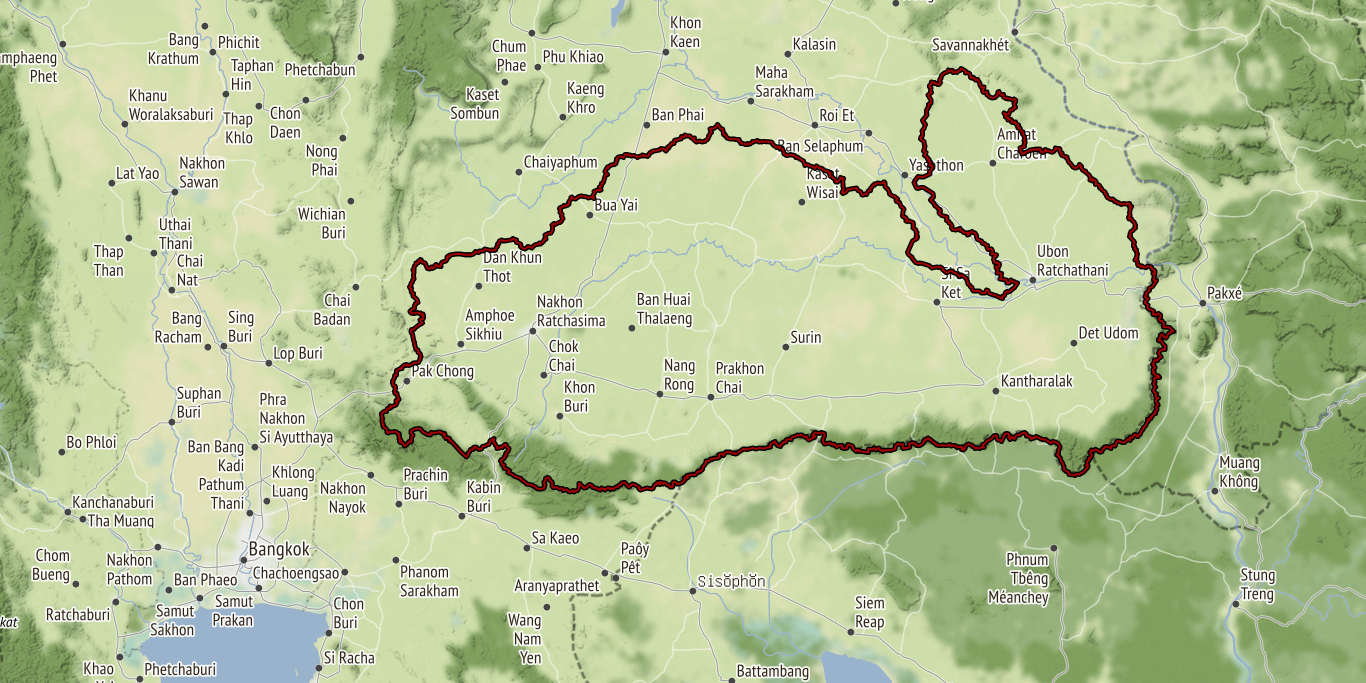 Khon
Kaen
Bang
Krathum
Phichit
Chum
Phae
Phu Khiao
Kalasin
Savannakhét
Phet
Taphan
Hin
Phetchabun
Maha
Sarakham
Khanu
Woralaksaburi
Kaset
Sombun
Kaeng
Khro
Thap
Khlo
Chon
Daen
Ban Phai
Roi Et
Nong
Phai
Ban Selaphum
Amnat
Charoen
Lat Yao
Nakhon
Sawan
Chaiyaphum
Yasothon
Kaset
Wisai
Wichian
Buri
Bua Yai
Uthai
Thani
Thap
Than
Chai
Nat
Dan Khun
Thot
Si Sa
Ket
Ubon
Ratchathani
Chai
Badan
Nakhon
Ratchasima
Ban Huai
Thalaeng
Pakxé
Bang
Racham
Sing
Buri
Amphoe
Sikhiu
Lop Buri
Chok
Chai
Surin
Det Udom
Pak Chong
Nang
Rong
Prakhon
Chai
Kantharalak
Suphan
Buri
Khon
Buri
Phra
Nakhon
Si Ayutthaya
Bo Phloi
Ban Bang
Kadi
Pathum
Thani
Khlong
Luang
Nakhon
Nayok
Prachin
Buri
Kabin
Buri
Muang
Không
Kanchanaburi
Tha Muang
Sa Kaeo
Paôy
Pêt
Chom
Bueng
Nakhon
Pathom
Bangkok
Ban Phaeo
Chachoengsao
Phanom
Sarakham
Aranyaprathet
Sisŏphŏn
Phnum
Tbêng
Méanchey
Stung
Treng
Ratchaburi
Samut
Sakhon
Samut
Prakan
Chon
Buri
Wang
Nam
Yen
Siem
Reap
Khao
Phetchaburi
Si Racha
Battambang